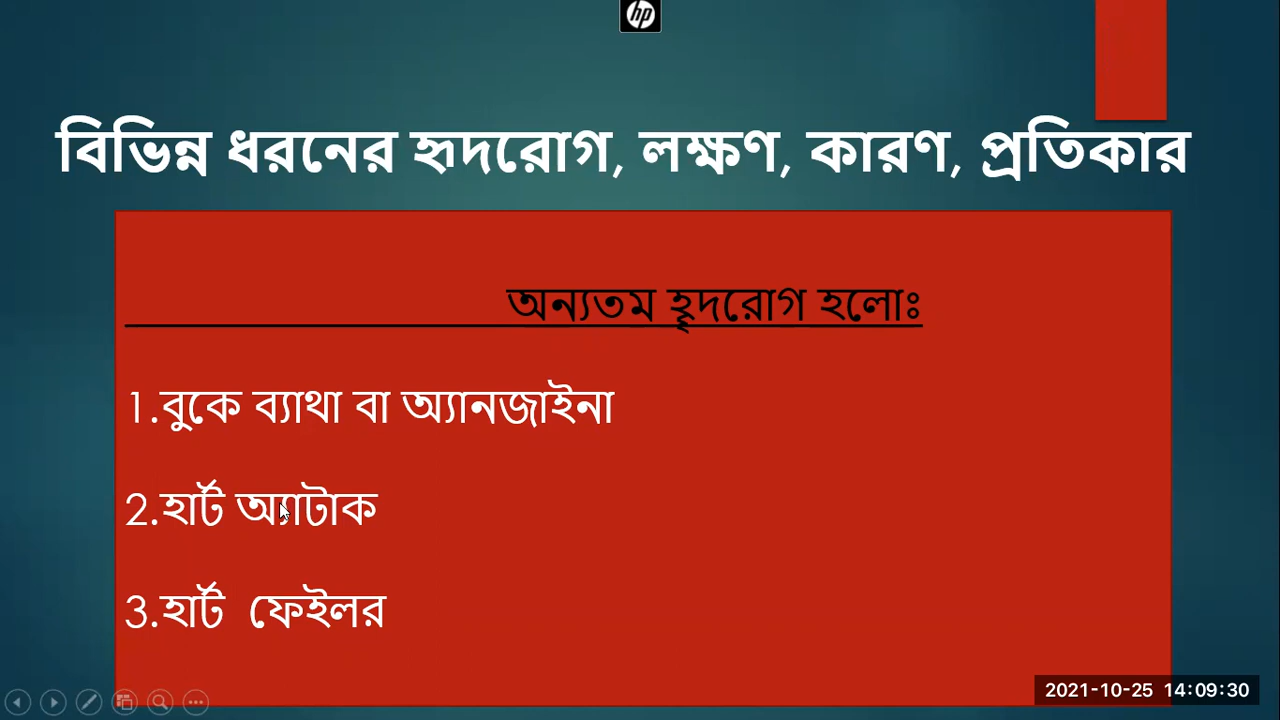 hp
বিভিন্ন ধরনের হৃদরোগ, লক্ষণ, কারণ, প্রতিকার
অন্যতম হৃদরোগ হলোঃ
1.বুকে ব্যাথা বা অ্যানজাইনা
2.হার্ট অ্যাটাক
3.হার্ট ফেইলর
2021-10-25 14:09:30